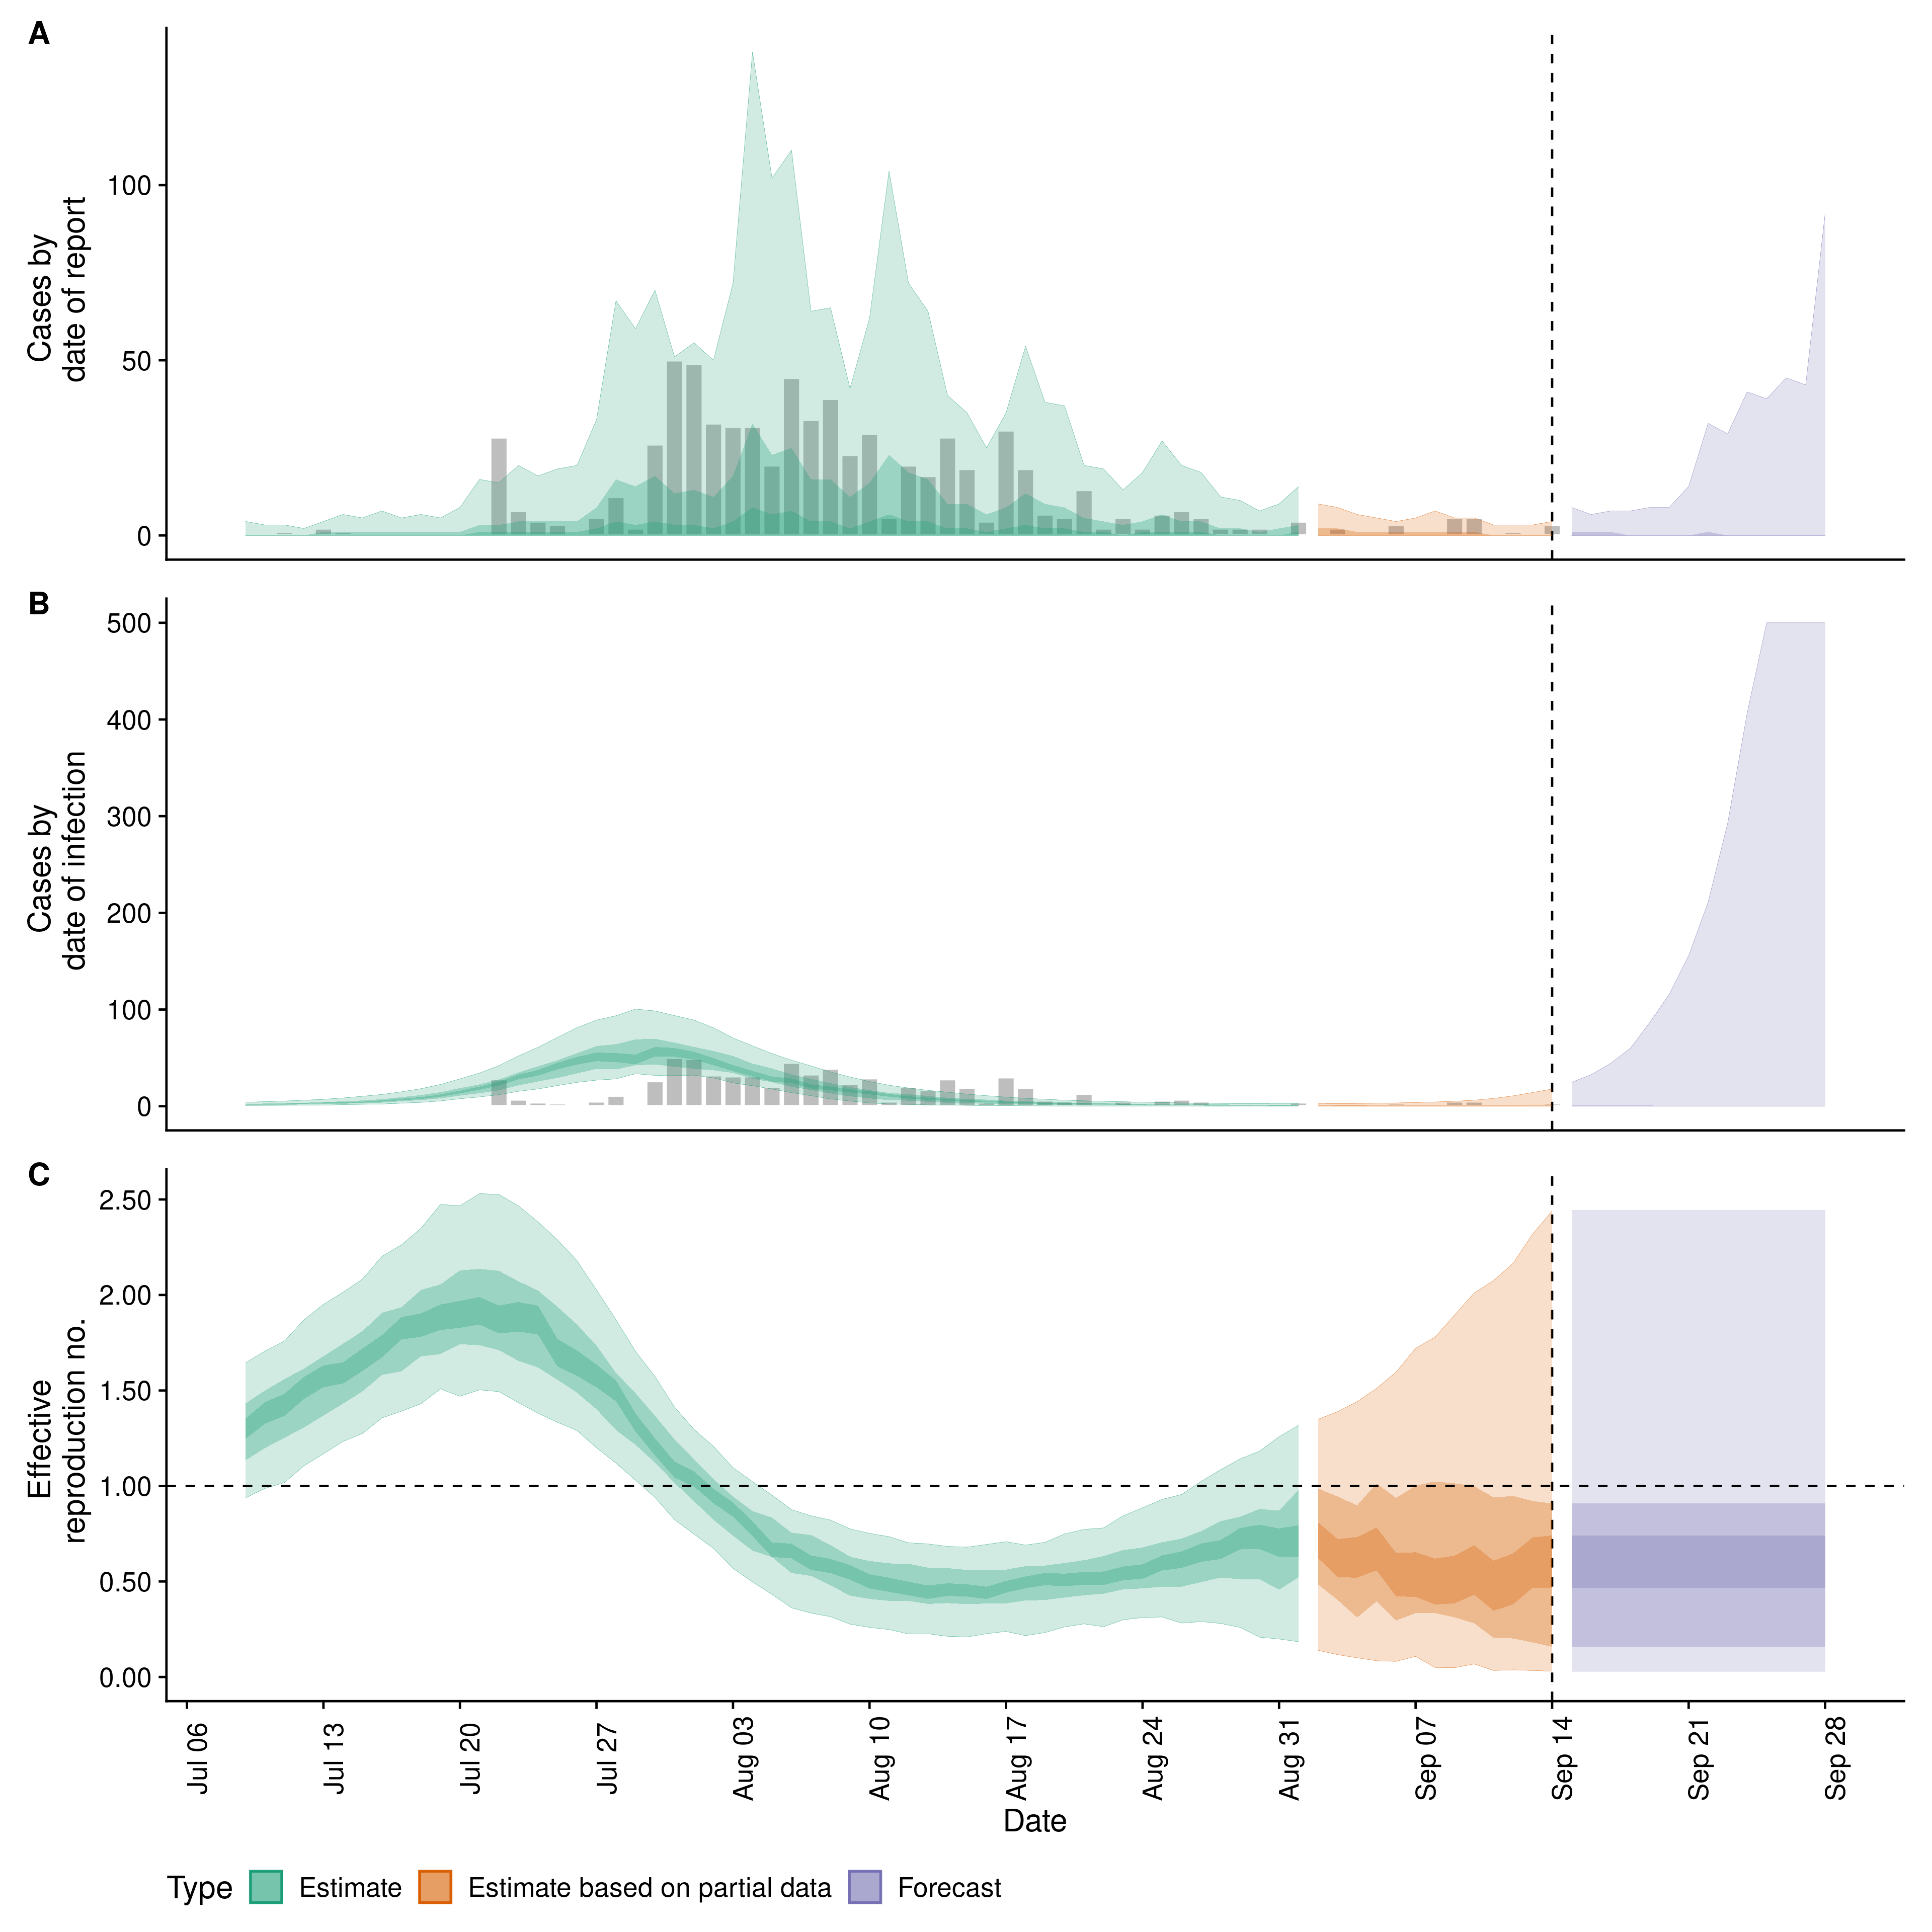 A
Cases by
date of report
100
50
0
B
Cases by
date of infection
500
400
300
200
100
0
C
Effective
reproduction no.
2.50
2.00
1.50
1.00
0.50
0.00
Jul 06
Jul 13
Jul 20
Jul 27
Aug 03
Aug 10
Aug 17
Aug 24
Aug 31
Sep 07
Sep 14
Sep 21
Sep 28
Date
Type Estimate Estimate based on partial data Forecast